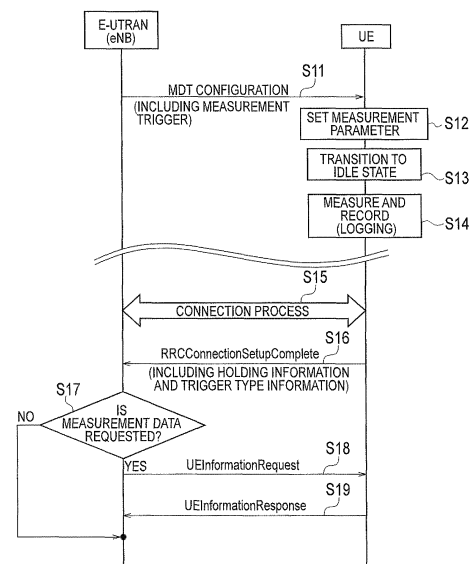 E-UTRAN
(eNB)
UE
S11
MDT CONFIGURATION
(INCLUDING MEASUREMENT
TRIGGER)
SET MEASUREMENT
PARAMETER
S12
TRANSITION TO
IDLE STATE
S13
MEASURE AND
RECORD
(LOGGING)
S14
S15
CONNECTION PROCESS
S16
RRCConnectionSetupComplete
(INCLUDING HOLDING INFORMATION
AND TRIGGER TYPE INFORMATION)
S17
NO
IS
MEASUREMENT DATA
REQUESTED?
YES
UEInformationRequest
S18
S19
UEInformationResponse